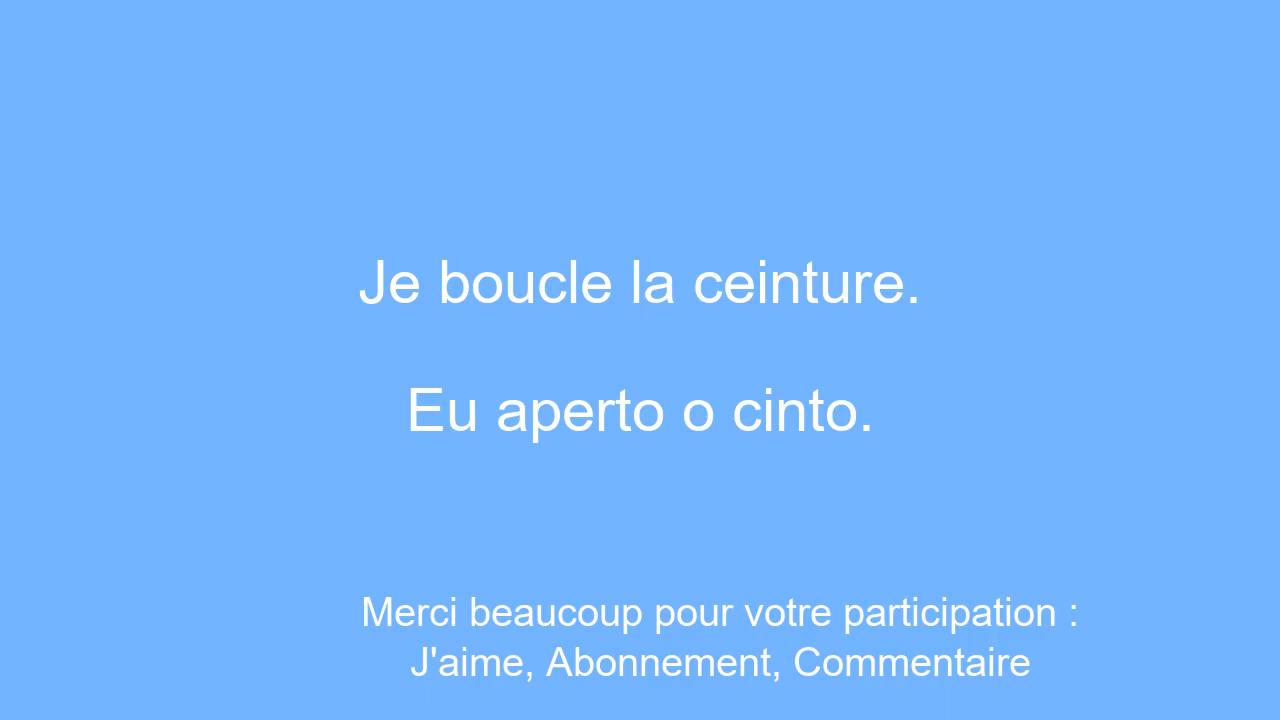 Je boucle la ceinture.
Eu aperto o cinto.
Merci beaucoup pour votre participation :
J'aime, Abonnement, Commentaire